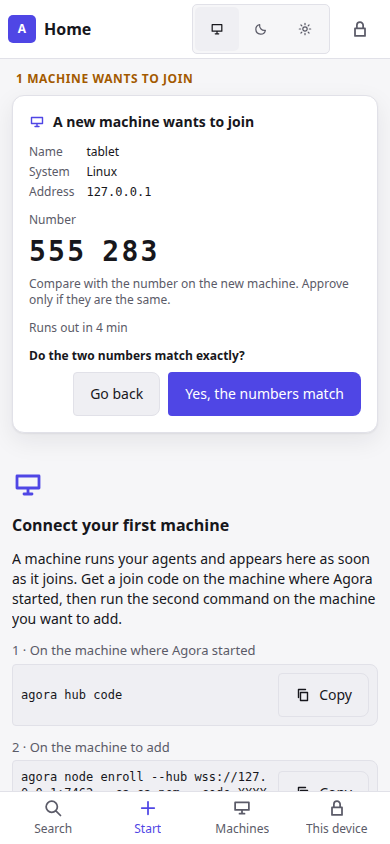 A Home
1 MACHINE WANTS TO JOIN
A new machine wants to join
Name tablet
System Linux
Address 127.0.0.1
Number
555 283
Compare with the number on the new machine. Approve
only if they are the same.
Runs out in 4 min
Do the two numbers match exactly?
Go back Yes, the numbers match
Connect your first machine
A machine runs your agents and appears here as soon
as it joins. Get a join code on the machine where Agora
started, then run the second command on the machine
you want to add.
1 · On the machine where Agora started
agora hub code Copy
2 · On the machine to add
agora node enroll --hub wss://127.
Search Start Machines This device